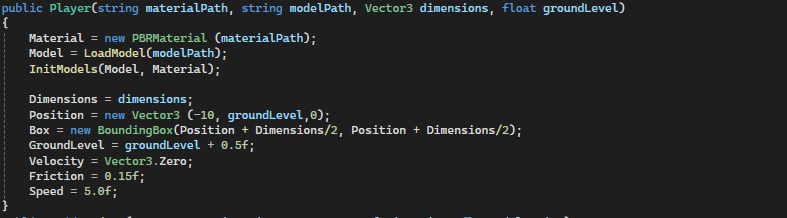 public Player(string materialPath, string modelPath, Vector3 dimensions, float groundLevel)
{
Material = new PBRMaterial (materialPath);
Model = LoadModel(modelPath);
InitModels(Model, Material);
Dimensions = dimensions;
Position = new Vector3 (-10, groundLevel,0);
Box = new BoundingBox(Position + Dimensions/2, Position + Dimensions/2);
GroundLevel = groundLevel + 0.5f;
Velocity = Vector3.Zero;
Friction = 0.15f;
Speed = 5.0f;
}